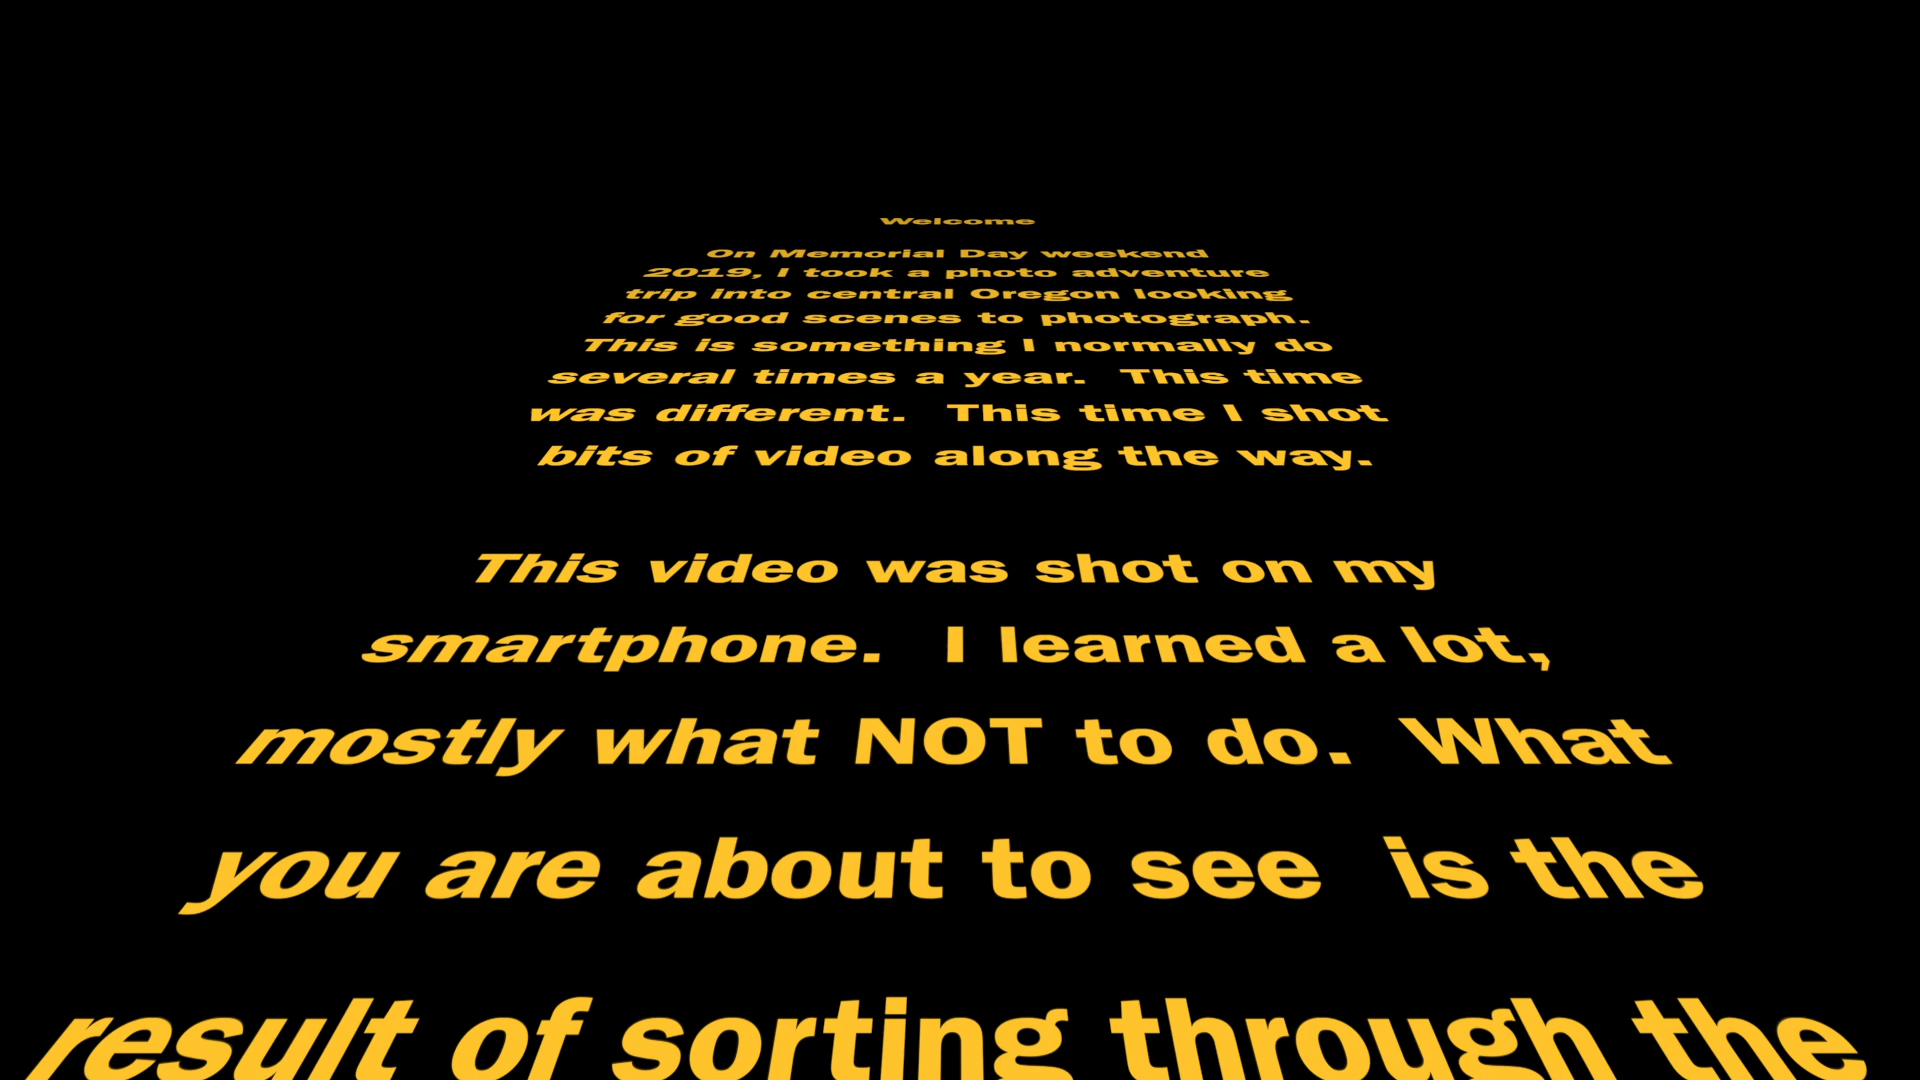 Welcome
On Memorial Day weekend
2019, I took a photo adventure
trip into central Oregon looking
for good scenes to photograph.
This is something I normally do
several times a year.  This time
was different.  This time I shot
bits of video along the way.
This video was shot on my
smartphone.  I learned a lot,
mostly what NOT to do.  What
you are about to see  is the
result of sorting through the